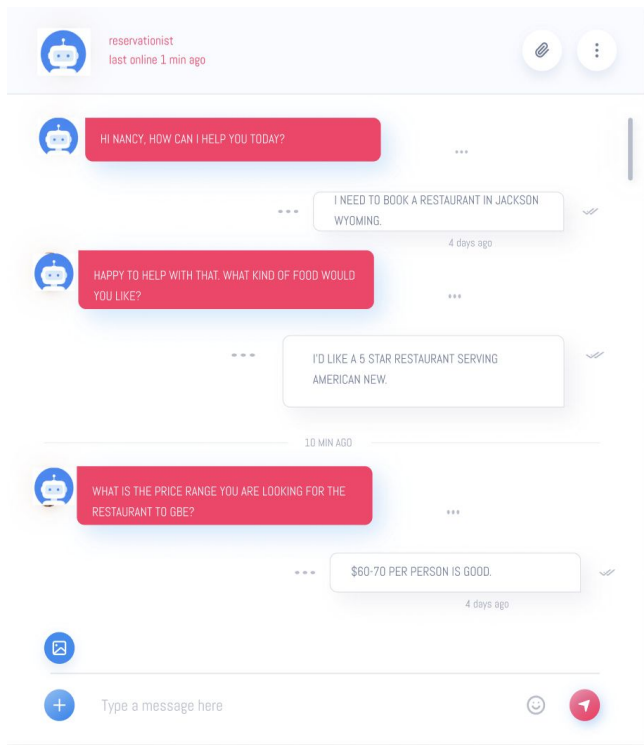 reservationist
last online 1 min ago
HI NANCY, HOW CAN I HELP YOU TODAY?
I NEED TO BOOK A RESTAURANT IN JACKSON
WYOMING.
4 days ago
HAPPY TO HELP WITH THAT. WHAT KIND OF FOOD WOULD
YOU LIKE?
I'D LIKE A 5 STAR RESTAURANT SERVING
AMERICAN NEW.
10 MIN AGO
WHAT IS THE PRICE RANGE YOU ARE LOOKING FOR THE
RESTAURANT TO GBE?
$60-70 PER PERSON IS GOOD.
4 days ago
Type a message here